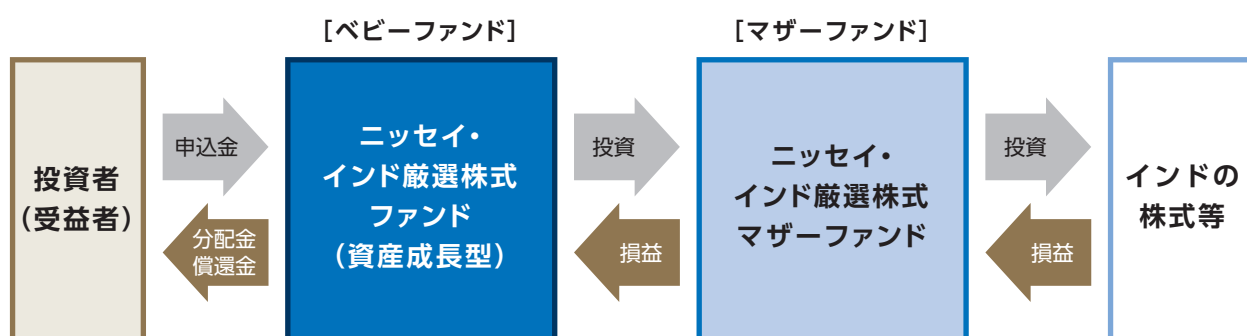 ［ベビーファンド］
［マザーファンド］
投資者
（受益者）
申込金
分配金
償還金
ニッセイ・
インド厳選株式
ファンド
（資産成長型）
投資
損益
ニッセイ・
インド厳選株式
マザーファンド
投資
損益
インドの
株式等